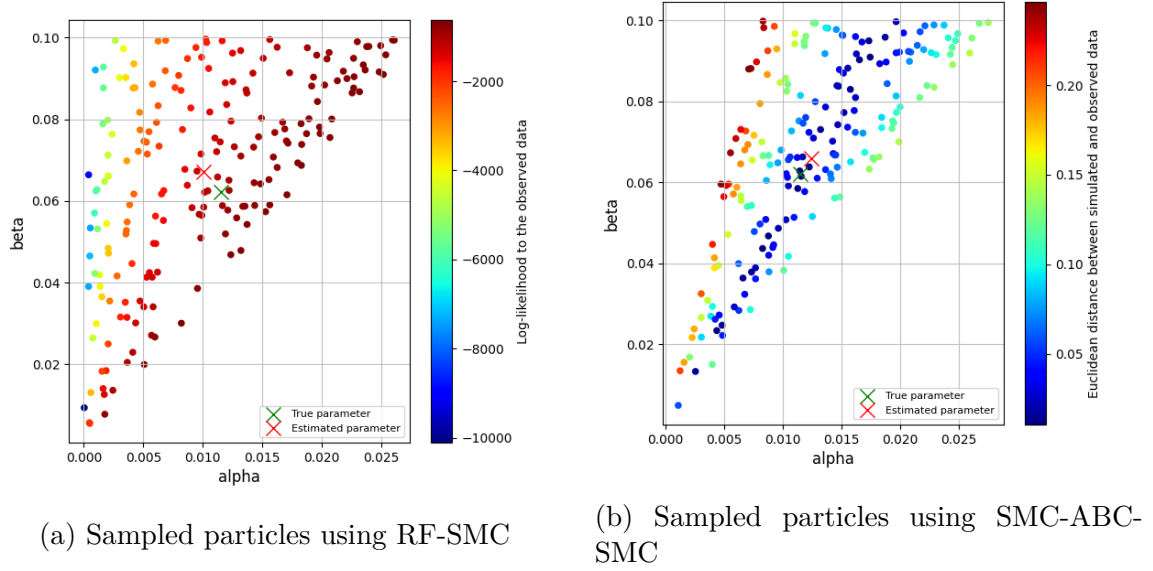 0.10
0.08
0.06
0.04
0.02
beta
0.000
0.005
0.010
0.015
0.020
0.025
alpha
True parameter
Estimated parameter
−2000
−4000
−6000
−8000
−10000
Log-likelihood to the observed data
(a) Sampled particles using RF-SMC
0.10
0.08
0.06
0.04
0.02
beta
0.000
0.005
0.010
0.015
0.020
0.025
alpha
True parameter
Estimated parameter
0.20
0.15
0.10
0.05
Euclidean distance between simulated and observed data
(b) Sampled particles using SMC-ABC-
SMC